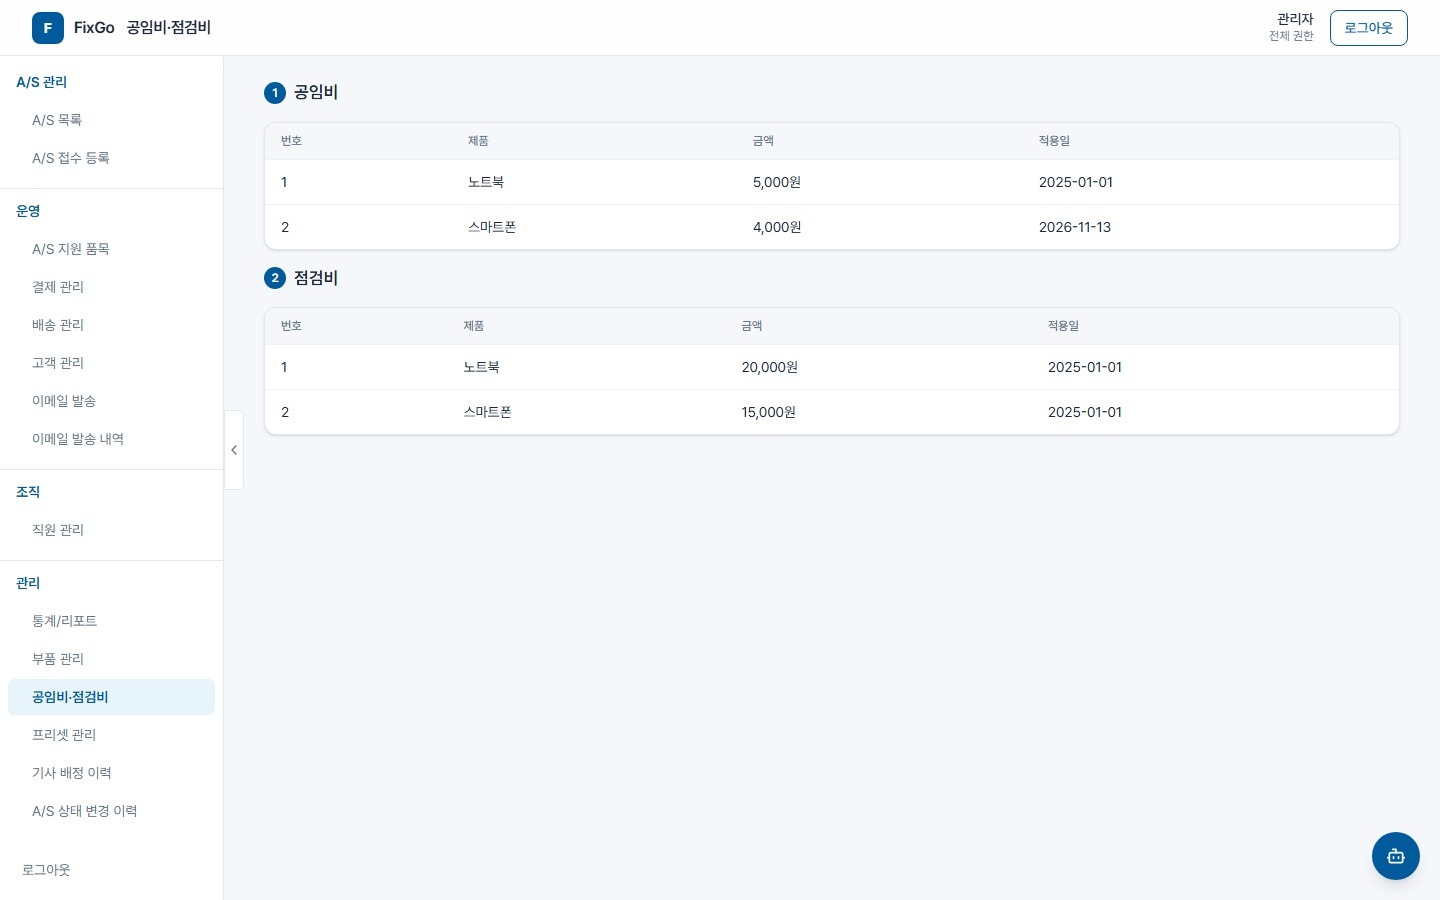 F FixGo 공임비·점검비
관리자
전체 권한
로그아웃
A/S 관리
A/S 목록
A/S 접수 등록
운영
A/S 지원 품목
결제 관리
배송 관리
고객 관리
이메일 발송
이메일 발송 내역
조직
직원 관리
관리
통계/리포트
부품 관리
공임비·점검비
프리셋 관리
기사 배정 이력
A/S 상태 변경 이력
로그아웃
1 공임비
번호 제품 금액 적용일
1 노트북 5,000원 2025-01-01
2 스마트폰 4,000원 2026-11-13
2 점검비
번호 제품 금액 적용일
1 노트북 20,000원 2025-01-01
2 스마트폰 15,000원 2025-01-01